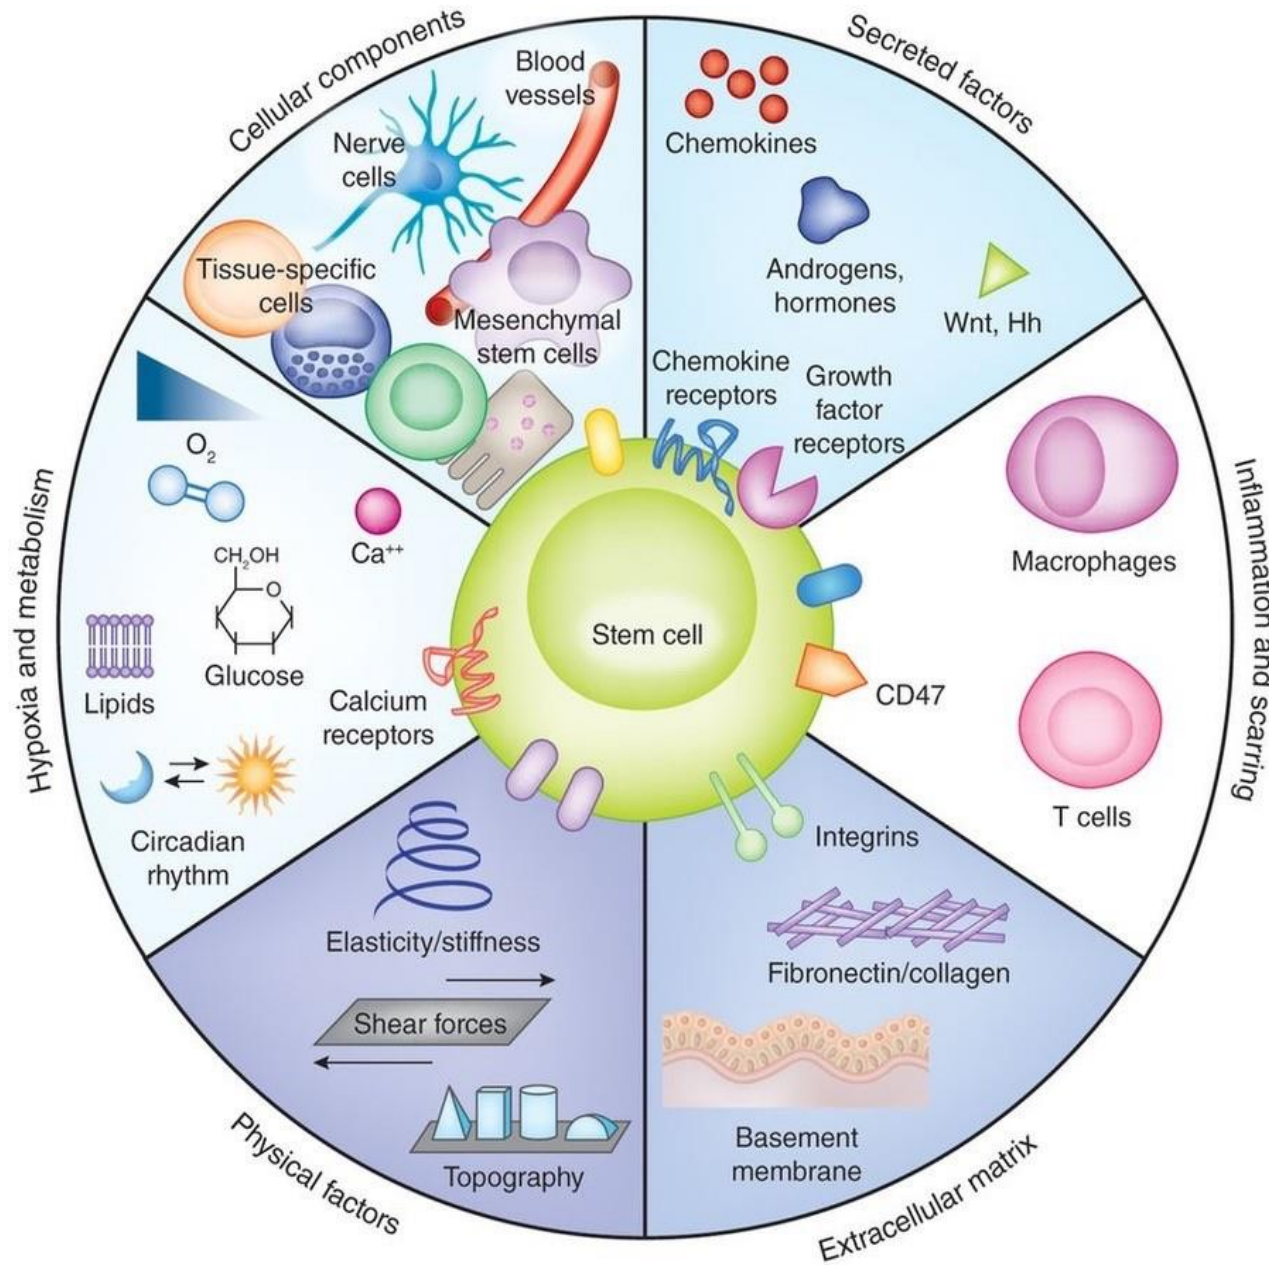 Cellular components
Blood
vessels
Nerve
cells
Tissue-specific
cells
Mesenchymal
stem cells
Secreted factors
Chemokines
Androgens,
hormones
Wnt, Hh
Chemokine
receptors
Growth
factor
receptors
Inflammation and scarring
Macrophages
CD47
T cells
Stem cell
Hypoxia and metabolism
O₂
Ca⁺⁺
CH₂OH
O
Glucose
Lipids
Calcium
receptors
Circadian
rhythm
Physical factors
Elasticity/stiffness
Shear forces
Topography
Extracellular matrix
Integrins
Fibronectin/collagen
Basement
membrane